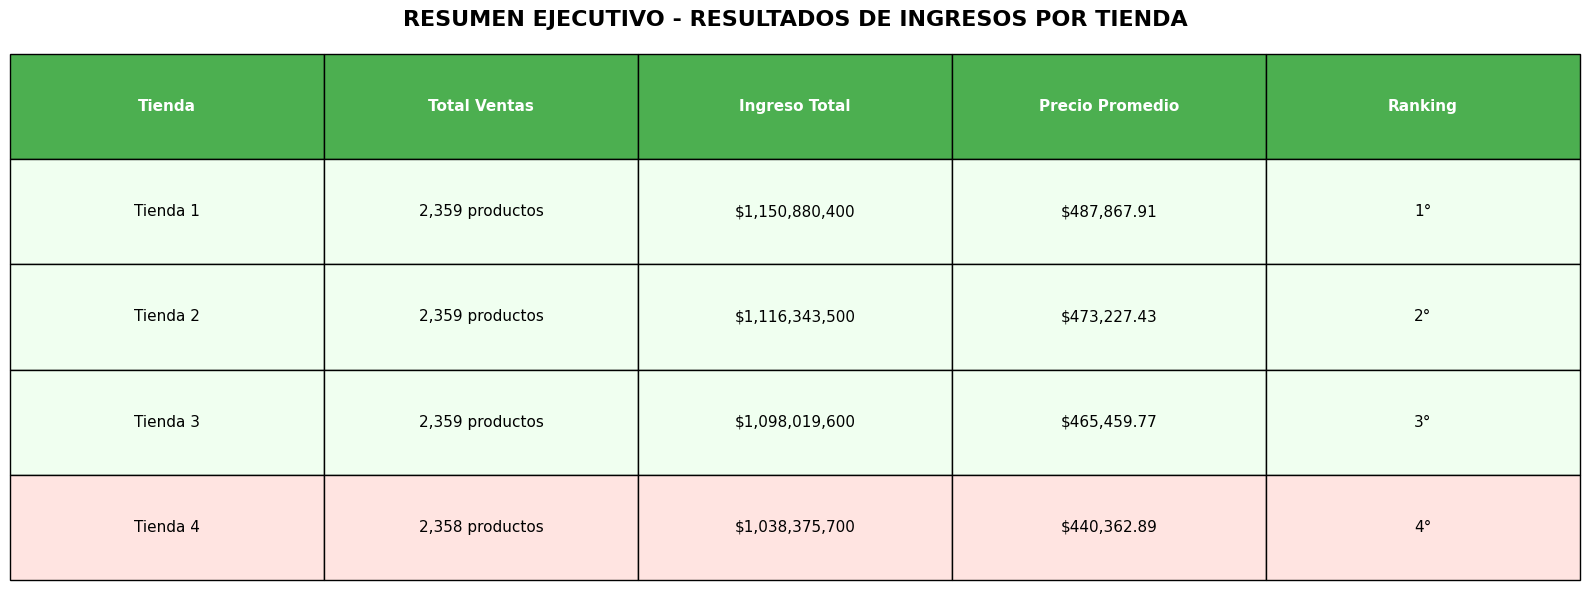 RESUMEN EJECUTIVO - RESULTADOS DE INGRESOS POR TIENDA
Tienda Total Ventas Ingreso Total Precio Promedio Ranking
Tienda 1 2,359 productos $1,150,880,400 $487,867.91 1°
Tienda 2 2,359 productos $1,116,343,500 $473,227.43 2°
Tienda 3 2,359 productos $1,098,019,600 $465,459.77 3°
Tienda 4 2,358 productos $1,038,375,700 $440,362.89 4°